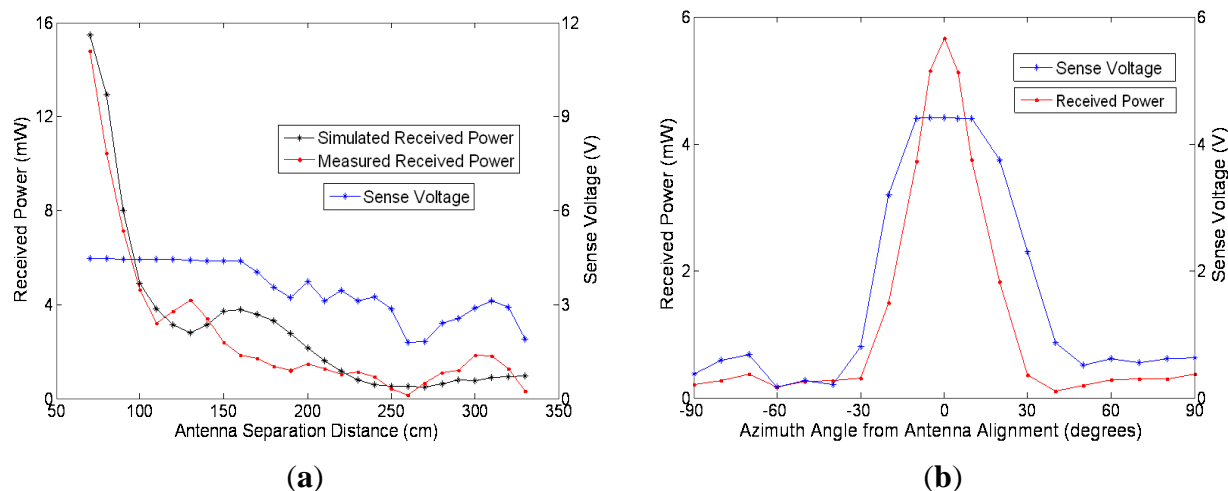 16
12
8
4
0
12
9
6
3
0
50
100
150
200
250
300
350
Received Power (mW)
Sense Voltage (V)
Simulated Received Power
Measured Received Power
Sense Voltage
Antenna Separation Distance (cm)
(a)
6
4
2
0
6
4
2
0
-90
-60
-30
0
30
60
90
Received Power (mW)
Sense Voltage (V)
Sense Voltage
Received Power
Azimuth Angle from Antenna Alignment (degrees)
(b)